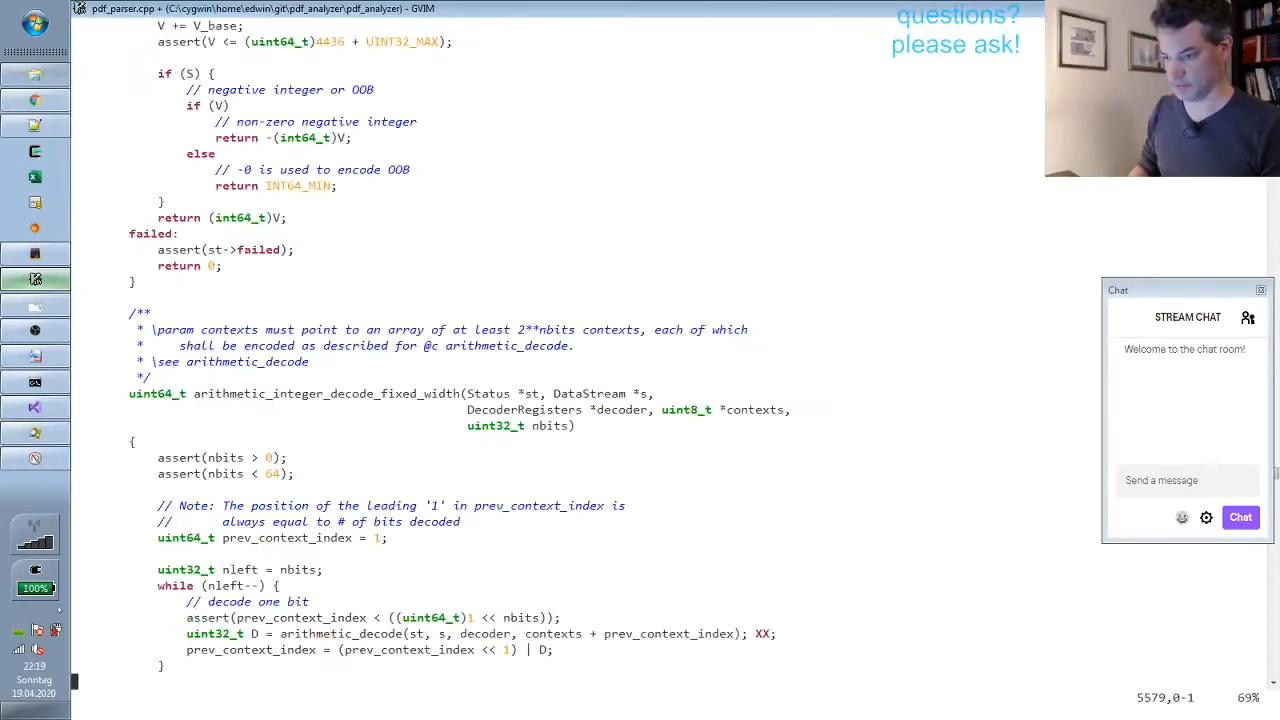 pdf_parser.cpp + (C:\cygwin\home\edwin\git\pdf_analyzer\pdf_analyzer) - GVIM
questions?
please ask!
V += V_base;
assert(V <= (uint64_t)4436 + UINT32_MAX);
if (S) {
// negative integer or OOB
if (V)
// non-zero negative integer
return -(int64_t)V;
else
// -0 is used to encode OOB
return INT64_MIN;
}
return (int64_t)V;
failed:
assert(st->failed);
return 0;
}
/**
* \param contexts must point to an array of at least 2**nbits contexts, each of which
* shall be encoded as described for @c arithmetic_decode.
* \see arithmetic_decode
*/
uint64_t arithmetic_integer_decode_fixed_width(Status *st, DataStream *s,
DecoderRegisters *decoder, uint8_t *contexts,
uint32_t nbits)
{
assert(nbits > 0);
assert(nbits < 64);
// Note: The position of the leading '1' in prev_context_index is
// always equal to # of bits decoded
uint64_t prev_context_index = 1;
uint32_t nleft = nbits;
while (nleft--) {
// decode one bit
assert(prev_context_index < ((uint64_t)1 << nbits));
uint32_t D = arithmetic_decode(st, s, decoder, contexts + prev_context_index); XX;
prev_context_index = (prev_context_index << 1) | D;
}
5579,0-1 69%
Chat
STREAM CHAT
Welcome to the chat room!
Send a message
Chat
100%
22:19
Sonntag
19.04.2020